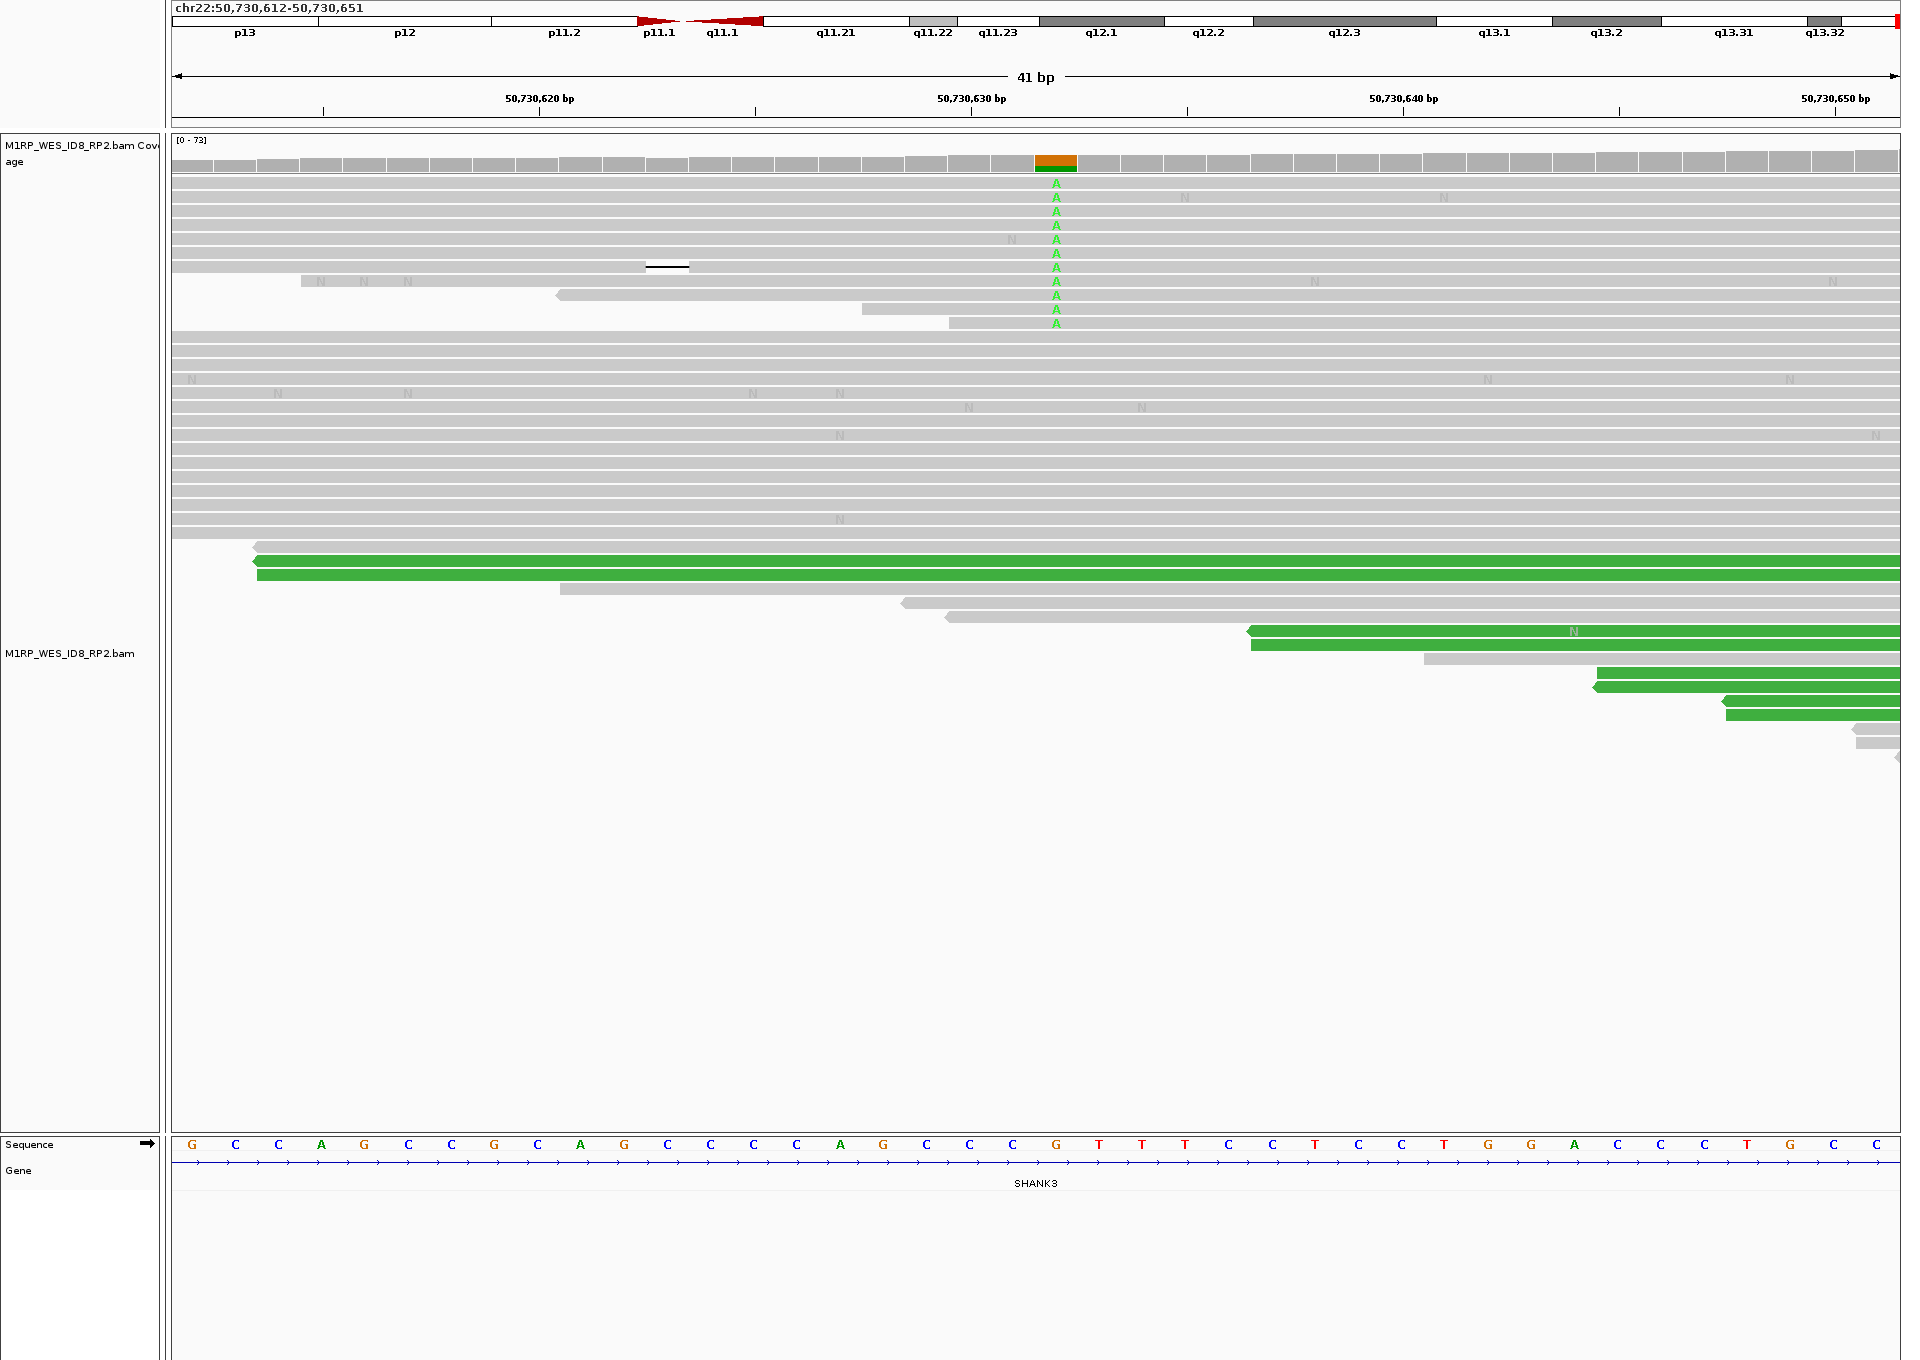 chr22:50,730,612-50,730,651
p13 p12 p11.2 p11.1 q11.1 q11.21 q11.22 q11.23 q12.1 q12.2 q12.3 q13.1 q13.2 q13.31 q13.32
41 bp
50,730,620 bp 50,730,630 bp 50,730,640 bp 50,730,650 bp
M1RP_WES_ID8_RP2.bam Cov
age
[0 - 73]
A
A N N
A
A
N A
A
A
N N N A N N
A
A
A
N N N
N N N N
N N
N N
N
N
M1RP_WES_ID8_RP2.bam
Sequence G C C A G C C G C A G C C C C A G C C C G T T T C C T C C T G G A C C C T G C C
Gene
SHANK3